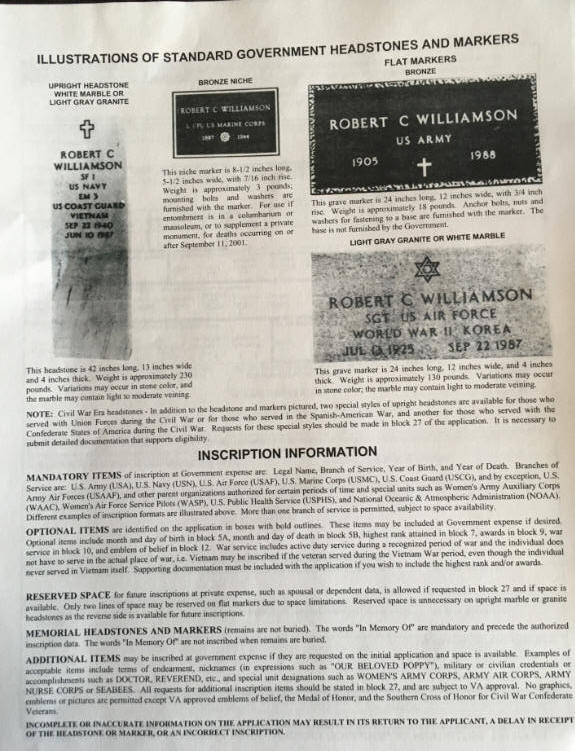 ILLUSTRATIONS OF STANDARD GOVERNMENT HEADSTONES AND MARKERS
UPRIGHT HEADSTONE
WHITE MARBLE OR
LIGHT GRAY GRANITE
ROBERT C
WILLIAMSON
SF 1
US NAVY
EM 3
US COAST GUARD
VIETNAM
SEP 22 1940
JUN 10 1987
This headstone is 42 inches long, 13 inches wide
and 4 inches thick. Weight is approximately 230
pounds. Variations may occur in stone color, and
the marble may contain light to moderate veining.
BRONZE NICHE
ROBERT C WILLIAMSON
US MARINE CORPS
This niche marker is 8-1/2 inches long,
5-1/2 inches wide, with 7/16 inch rise.
Weight is approximately 3 pounds;
mounting bolts and washers are
furnished with the marker. For use if
entombment is in a columbarium or
mausoleum, or to supplement a private
monument, for deaths occurring on or
after September 11, 2001.
FLAT MARKERS
BRONZE
ROBERT C WILLIAMSON
US ARMY
1905 1988
This grave marker is 24 inches long, 12 inches wide, with 3/4 inch
rise. Weight is approximately 18 pounds. Anchor bolts, nuts and
washers for fastening to a base are furnished with the marker. The
base is not furnished by the Government.
LIGHT GRAY GRANITE OR WHITE MARBLE
ROBERT C WILLIAMSON
SGT US AIR FORCE
WORLD WAR II KOREA
JUL 1925 SEP 22 1987
This grave marker is 24 inches long, 12 inches wide, and 4 inches
thick. Weight is approximately 130 pounds. Variations may occur
in stone color; the marble may contain light to moderate veining.
NOTE: Civil War Era headstones - In addition to the headstone and markers pictured, two special styles of upright headstones are available for those who
served with Union Forces during the Civil War or for those who served in the Spanish-American War, and another for those who served with the
Confederate States of America during the Civil War. Requests for these special styles should be made in block 27 of the application. It is necessary to
submit detailed documentation that supports eligibility.
INSCRIPTION INFORMATION
MANDATORY ITEMS of inscription at Government expense are: Legal Name, Branch of Service, Year of Birth, and Year of Death. Branches of
Service are: U.S. Army (USA), U.S. Navy (USN), U.S. Air Force (USAF), U.S. Marine Corps (USMC), U.S. Coast Guard (USCG), and by exception, U.S.
Army Air Forces (USAAF), and other parent organizations authorized for certain periods of time and special units such as Women's Army Auxiliary Corps
(WAAC), Women's Air Force Service Pilots (WASP), U.S. Public Health Service (USPHS), and National Oceanic & Atmospheric Administration (NOAA).
Different examples of inscription formats are illustrated above. More than one branch of service is permitted, subject to space availability.
OPTIONAL ITEMS are identified on the application in boxes with bold outlines. These items may be included at Government expense if desired.
Optional items include month and day of birth in block 5A, month and day of death in block 5B, highest rank attained in block 7, awards in block 9, war
service in block 10, and emblem of belief in block 12. War service includes active duty service during a recognized period of war and the individual does
not have to serve in the actual place of war, i.e. Vietnam may be inscribed if the veteran served during the Vietnam War period, even though the individual
never served in Vietnam itself. Supporting documentation must be included with the application if you wish to include the highest rank and/or awards.
RESERVED SPACE for future inscriptions at private expense, such as spousal or dependent data, is allowed if requested in block 27 and if space is
available. Only two lines of space may be reserved on flat markers due to space limitations. Reserved space is unnecessary on upright marble or granite
headstones as the reverse side is available for future inscriptions.
MEMORIAL HEADSTONES AND MARKERS (remains are not buried). The words "In Memory Of" are mandatory and precede the authorized
inscription data. The words "In Memory Of" are not inscribed when remains are buried.
ADDITIONAL ITEMS may be inscribed at government expense if they are requested on the initial application and space is available. Examples of
acceptable items include terms of endearment, nicknames (in expressions such as "OUR BELOVED POPPY"), military or civilian credentials or
accomplishments such as DOCTOR, REVEREND, etc., and special unit designations such as WOMEN'S ARMY CORPS, ARMY AIR CORPS, ARMY
NURSE CORPS or SEABEES. All requests for additional inscription items should be stated in block 27, and are subject to VA approval. No graphics,
emblems or pictures are permitted except VA approved emblems of belief, the Medal of Honor, and the Southern Cross of Honor for Civil War Confederate
Veterans.
INCOMPLETE OR INACCURATE INFORMATION ON THE APPLICATION MAY RESULT IN ITS RETURN TO THE APPLICANT, A DELAY IN RECEIPT
OF THE HEADSTONE OR MARKER, OR AN INCORRECT INSCRIPTION.